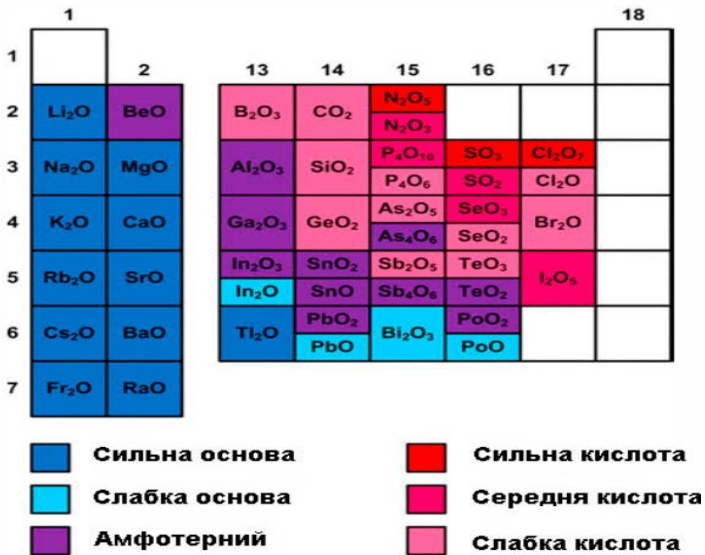 1 18
2 13 14 15 16 17
1
2 Li₂O BeO B₂O₃ CO₂ N₂O₅
N₂O₃
3 Na₂O MgO Al₂O₃ SiO₂ P₄O₁₀ SO₃ Cl₂O₇
P₄O₆ SO₂ Cl₂O
4 K₂O CaO Ga₂O₃ GeO₂ As₂O₅ SeO₃ Br₂O
As₄O₆ SeO₂
5 Rb₂O SrO In₂O₃ SnO₂ Sb₂O₅ TeO₃ I₂O₅
In₂O SnO Sb₄O₆ TeO₂
6 Cs₂O BaO Tl₂O PbO₂ Bi₂O₃ PoO₂
PbO PoO
7 Fr₂O RaO
Сильна основа Сильна кислота
Слабка основа Середня кислота
Амфотерний Слабка кислота